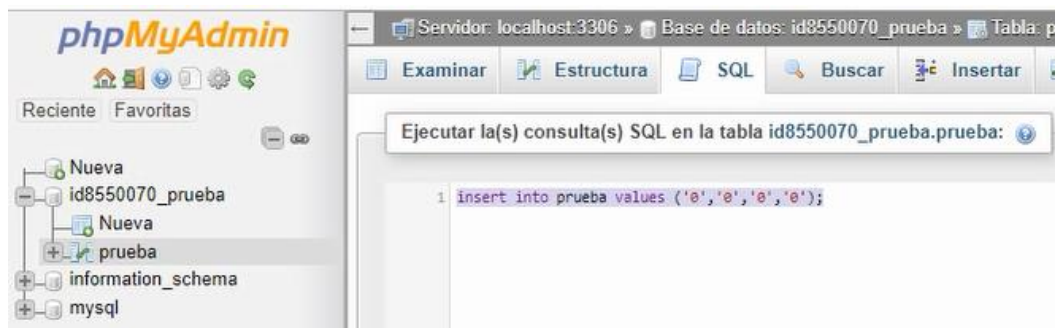 phpMyAdmin
Reciente Favoritas
Nueva
id8550070_prueba
Nueva
prueba
information_schema
mysql
Servidor: localhost:3306 » Base de datos: id8550070_prueba » Tabla: p
Examinar Estructura SQL Buscar Insertar
Ejecutar la(s) consulta(s) SQL en la tabla id8550070_prueba.prueba:
1 insert into prueba values ('0','0','0','0');